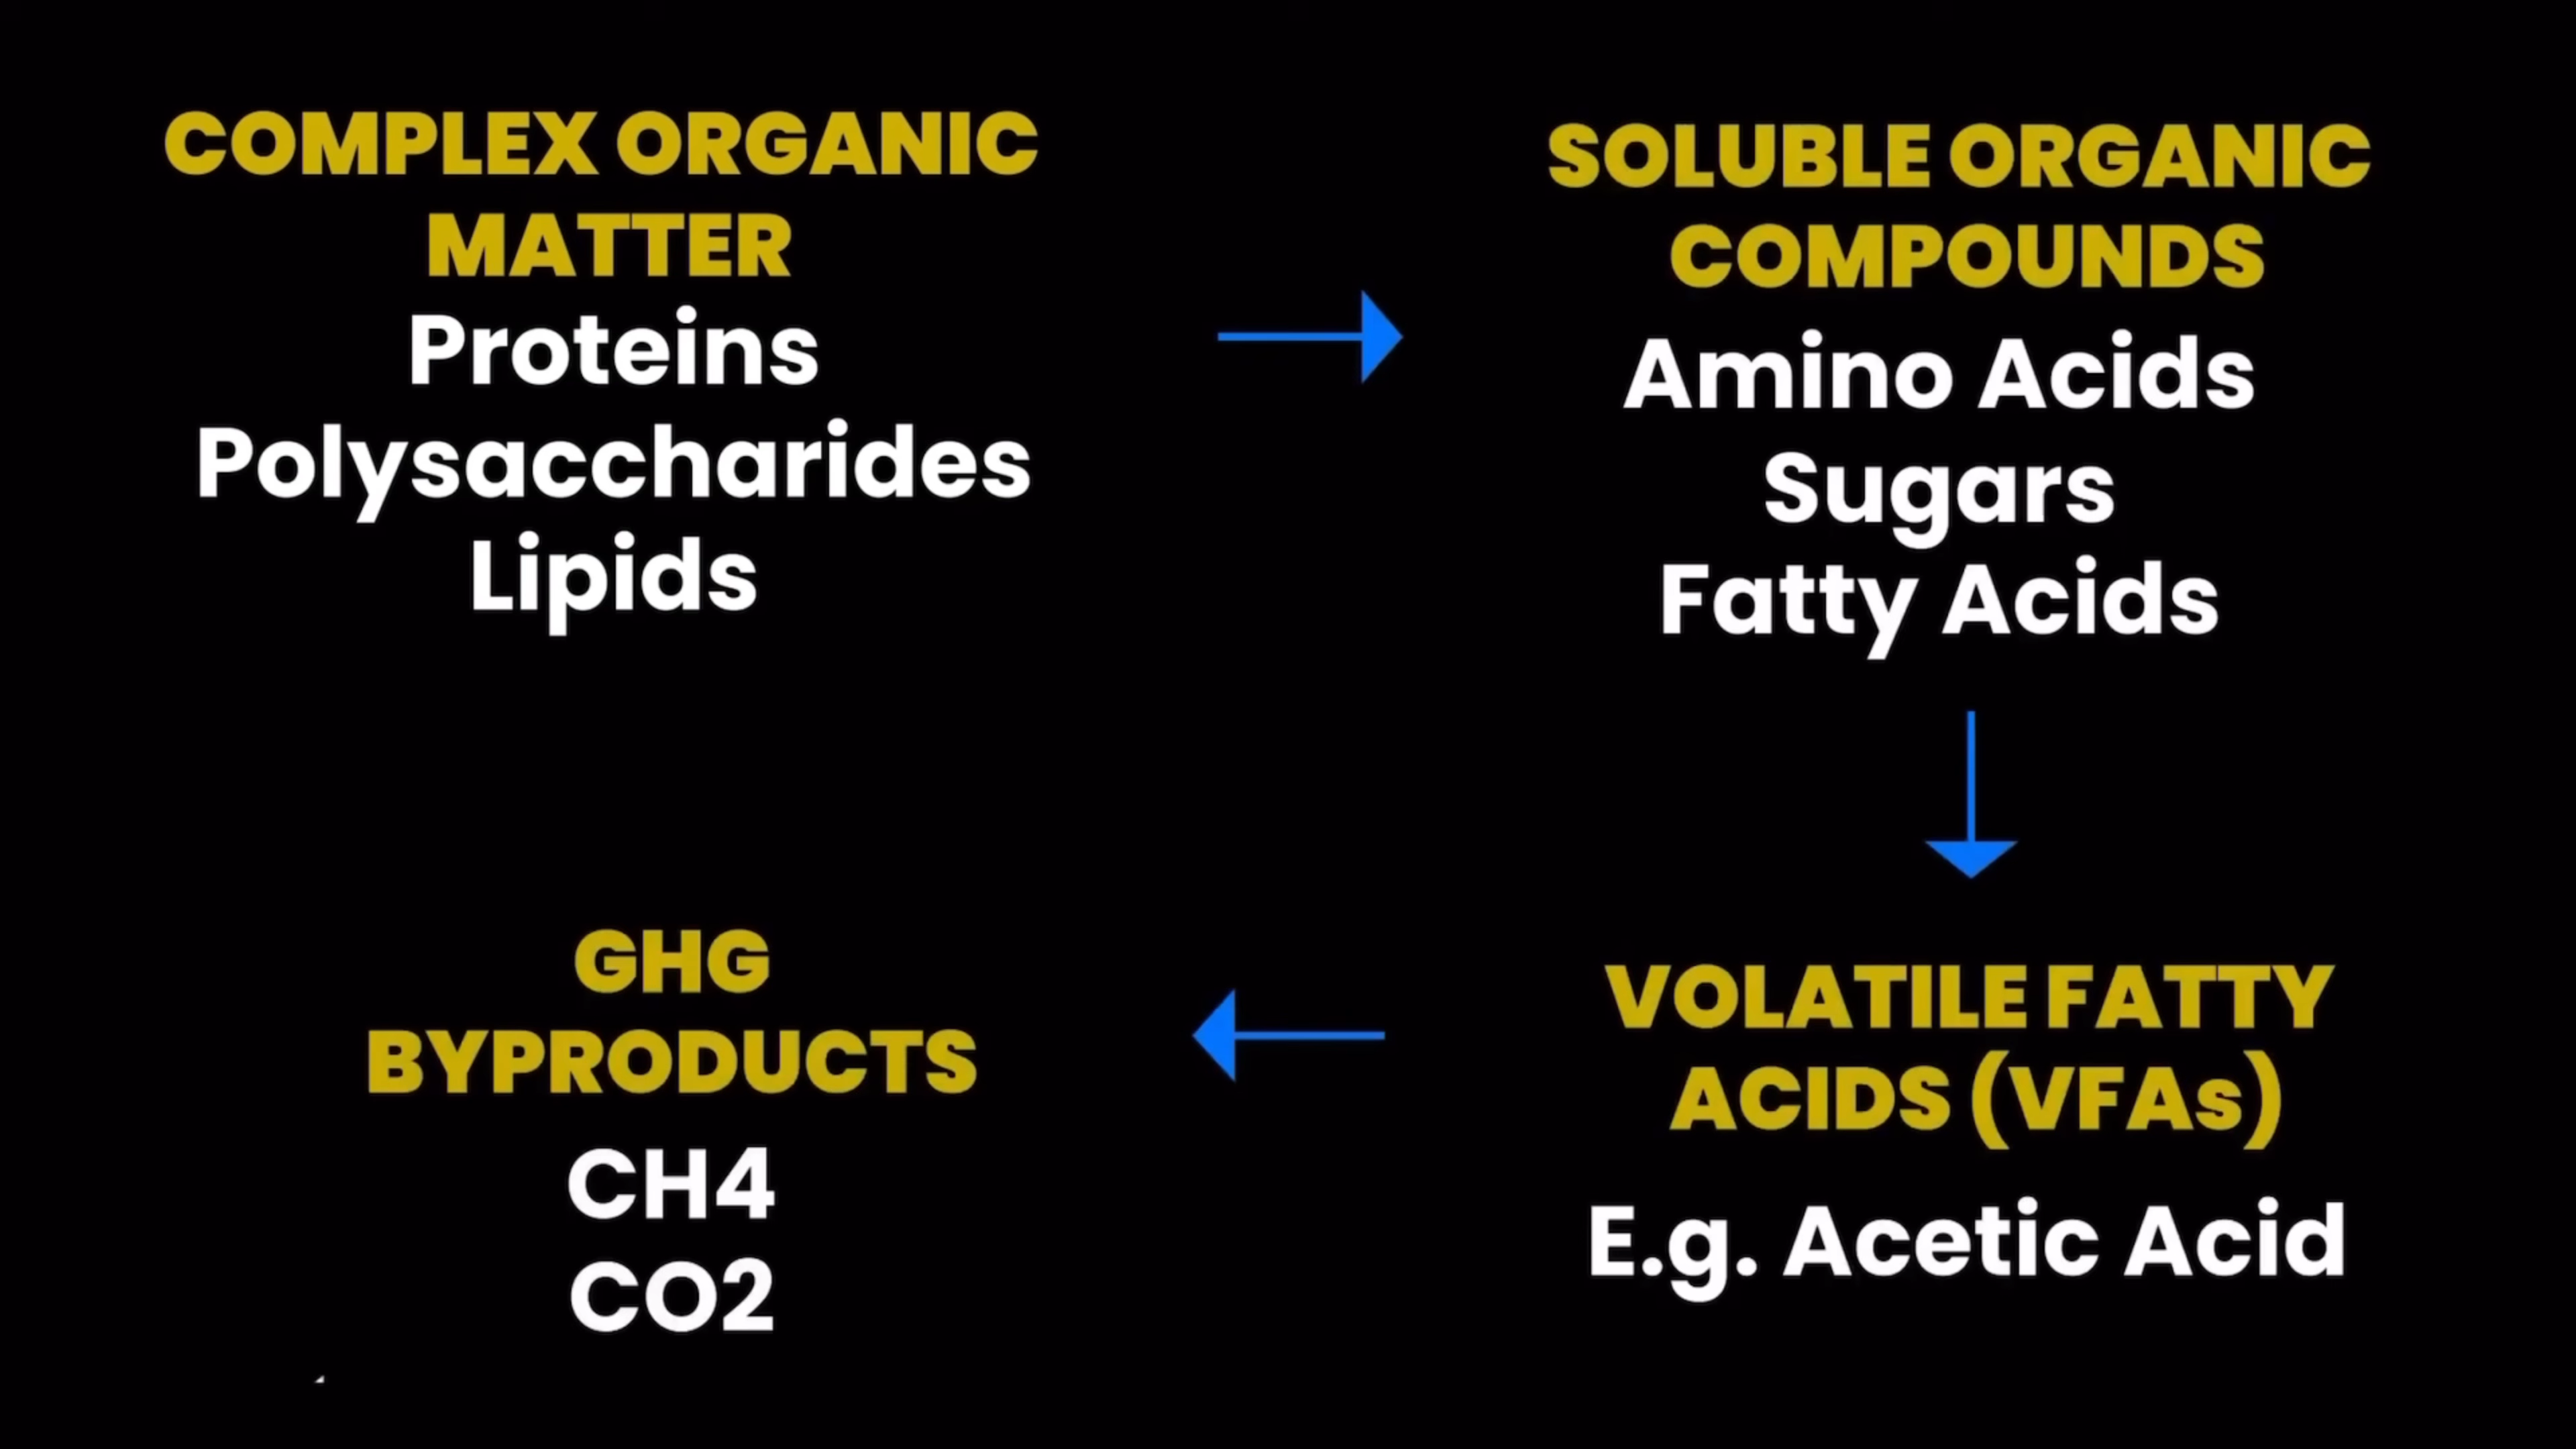 COMPLEX ORGANIC
MATTER
Proteins
Polysaccharides
Lipids
SOLUBLE ORGANIC
COMPOUNDS
Amino Acids
Sugars
Fatty Acids
VOLATILE FATTY
ACIDS (VFAs)
E.g. Acetic Acid
GHG
BYPRODUCTS
CH4
CO2